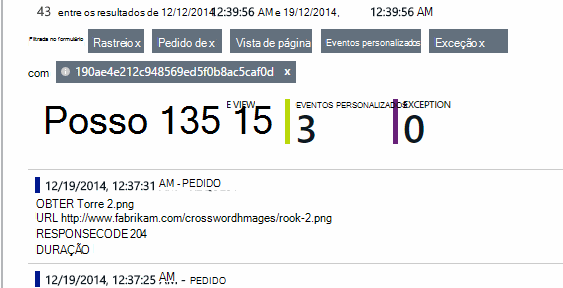 43 entre os resultados de 12/12/2014 12:39:56 AM e 19/12/2014, 12:39:56 AM
Filtrada no formulário Rastreio x Pedido de x Vista de página Eventos personalizados Exceção x
com 190ae4e212c948569ed5f0b8ac5caf0d x
E VIEW EVENTOS PERSONALIZADOS EXCEPTION
Posso 135 15 3 0
12/19/2014, 12:37:31 AM - PEDIDO
OBTER Torre 2.png
URL http://www.fabrikam.com/crosswordhmages/rook-2.png
RESPONSECODE 204
DURAÇÃO
12/19/2014, 12:37:25 AM - PEDIDO